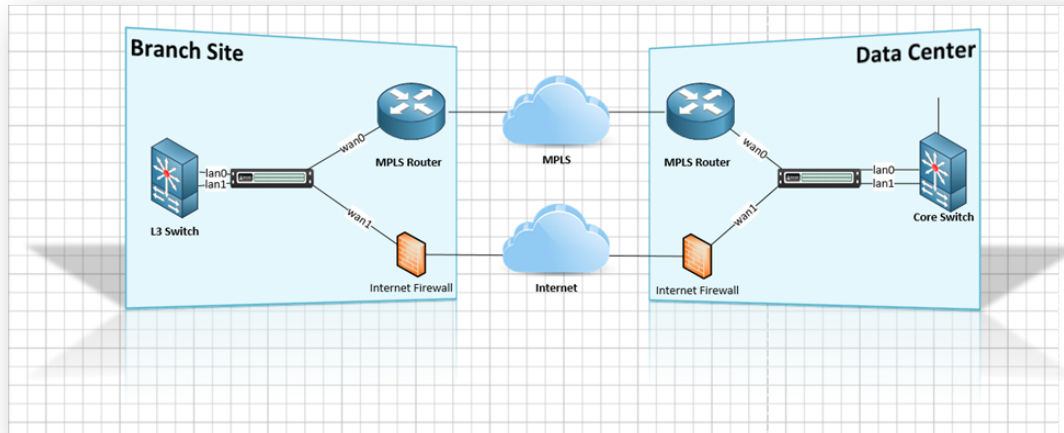 Branch Site
Data Center
wan0
MPLS Router
MPLS
MPLS Router
wan0
lan0
lan1
L3 Switch
lan0
lan1
Core Switch
wan1
wan1
Internet Firewall
Internet
Internet Firewall